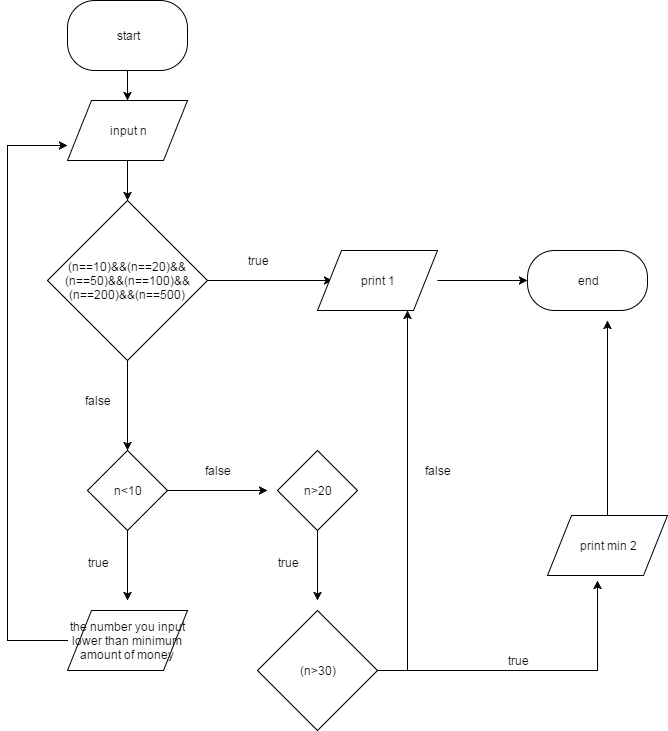 start
input n
(n==10)&&(n==20)&&
(n==50)&&(n==100)&&
(n==200)&&(n==500)
true
print 1
end
false
n<10
false
n>20
false
true
true
print min 2
the number you input
lower than minimum
amount of money
(n>30)
true